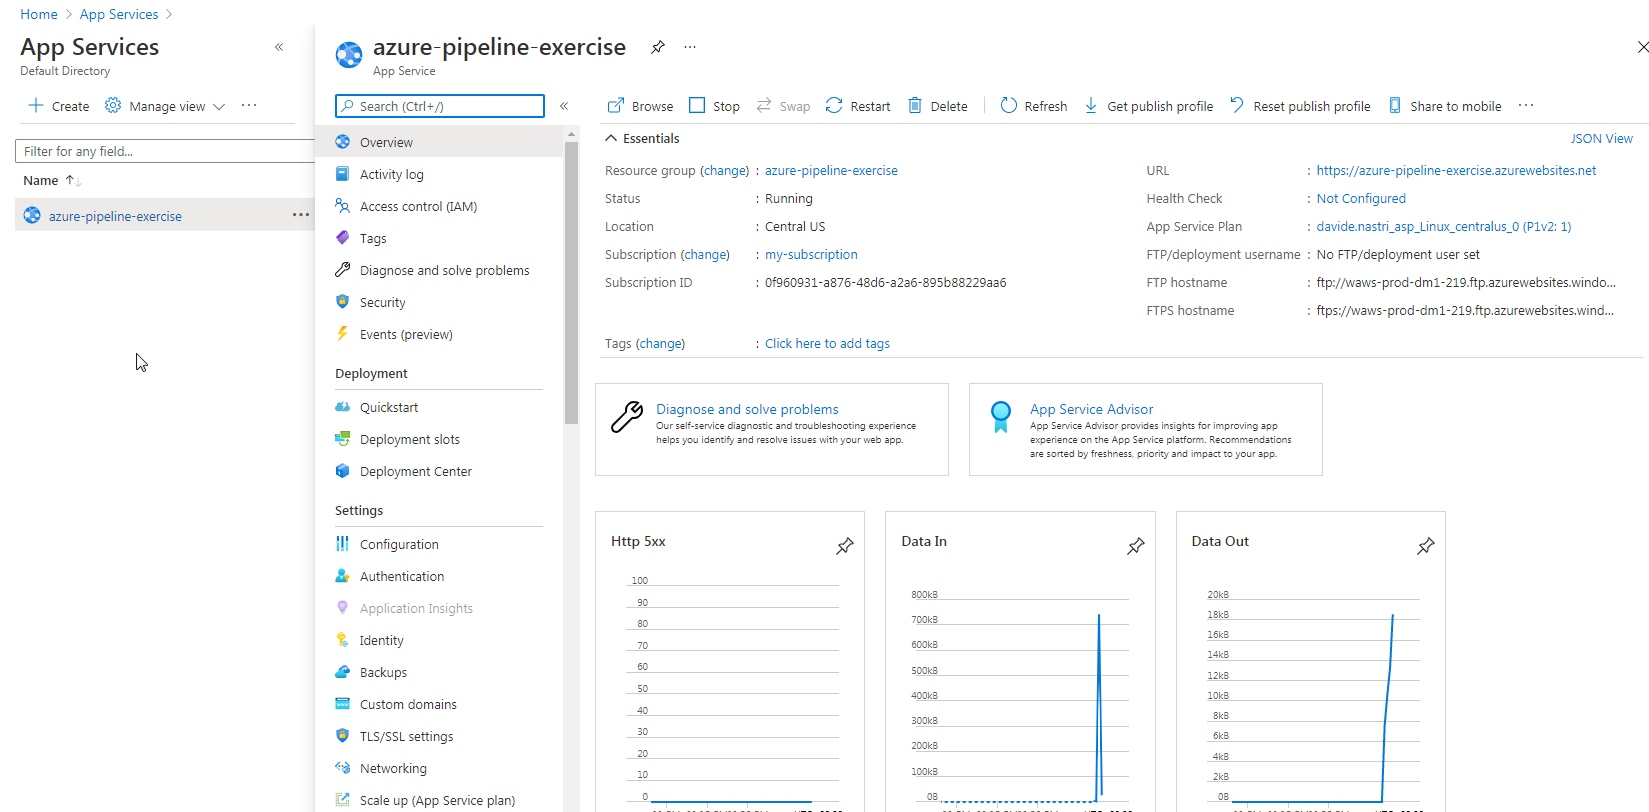 Home > App Services >
App Services
Default Directory
Create Manage view ...
Filter for any field...
Name
azure-pipeline-exercise ...
azure-pipeline-exercise ...
App Service
Search (Ctrl+/)
Overview
Activity log
Access control (IAM)
Tags
Diagnose and solve problems
Security
Events (preview)
Deployment
Quickstart
Deployment slots
Deployment Center
Settings
Configuration
Authentication
Application Insights
Identity
Backups
Custom domains
TLS/SSL settings
Networking
Scale up (App Service plan)
Browse Stop Swap Restart Delete Refresh Get publish profile Reset publish profile Share to mobile ...
Essentials
JSON View
Resource group (change) : azure-pipeline-exercise
Status : Running
Location : Central US
Subscription (change) : my-subscription
Subscription ID : 0f960931-a876-48d6-a2a6-895b88229aa6
URL : https://azure-pipeline-exercise.azurewebsites.net
Health Check : Not Configured
App Service Plan : davide.nastri_asp_Linux_centralus_0 (P1v2: 1)
FTP/deployment username : No FTP/deployment user set
FTP hostname : ftp://waws-prod-dm1-219.ftp.azurewebsites.windo...
FTPS hostname : ftps://waws-prod-dm1-219.ftp.azurewebsites.wind...
Tags (change) : Click here to add tags
Diagnose and solve problems
Our self-service diagnostic and troubleshooting experience
helps you identify and resolve issues with your web app.
App Service Advisor
App Service Advisor provides insights for improving app
experience on the App Service platform. Recommendations
are sorted by freshness, priority and impact to your app.
Http 5xx
100
90
80
70
60
50
40
30
20
10
0
Data In
800kB
700kB
600kB
500kB
400kB
300kB
200kB
100kB
0B
Data Out
20kB
18kB
16kB
14kB
12kB
10kB
8kB
6kB
4kB
2kB
0B